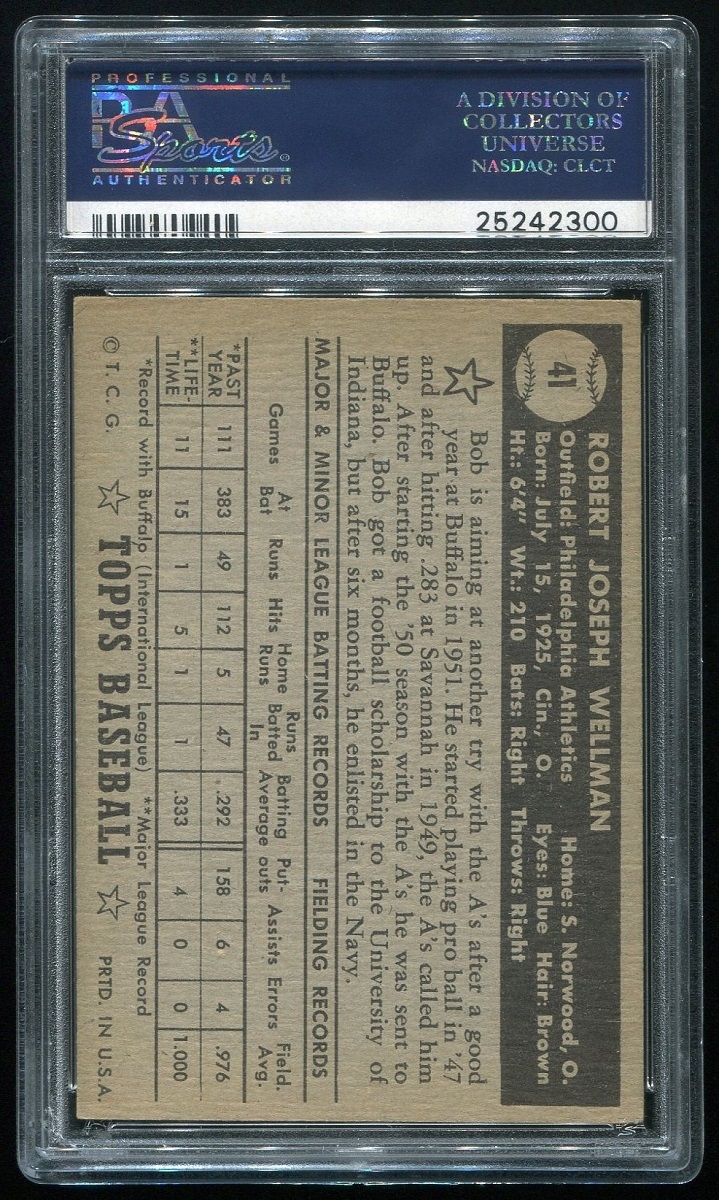 PROFESSIONAL
PSA
Sports®
AUTHENTICATOR
A DIVISION OF
COLLECTORS
UNIVERSE
NASDAQ: CLCT
25242300
41
ROBERT JOSEPH WELLMAN
Outfield: Philadelphia Athletics Home: S. Norwood, O.
Born: July 15, 1925, Cin., O. Eyes: Blue Hair: Brown
Ht.: 6'4" Wt.: 210 Bats: Right Throws: Right
Bob is aiming at another try with the A's after a good
year at Buffalo in 1951. He started playing pro ball in '47
and after hitting .283 at Savannah in 1949, the A's called him
up. After starting the '50 season with the A's he was sent to
Buffalo. Bob got a football scholarship to the University of
Indiana, but after six months, he enlisted in the Navy.
MAJOR & MINOR LEAGUE BATTING RECORDS FIELDING RECORDS
Games At Bat Runs Hits Home Runs Runs Batted In Batting Average Put-outs Assists Errors Field. Avg.
*PAST YEAR 111 383 49 112 5 47 .292 158 6 4 .976
**LIFE-TIME 11 15 1 5 1 1 .333 4 0 0 1.000
*Record with Buffalo (International League) **Major League Record
© T. C. G. ☆ TOPPS BASEBALL ☆ PRTD. IN U.S.A.